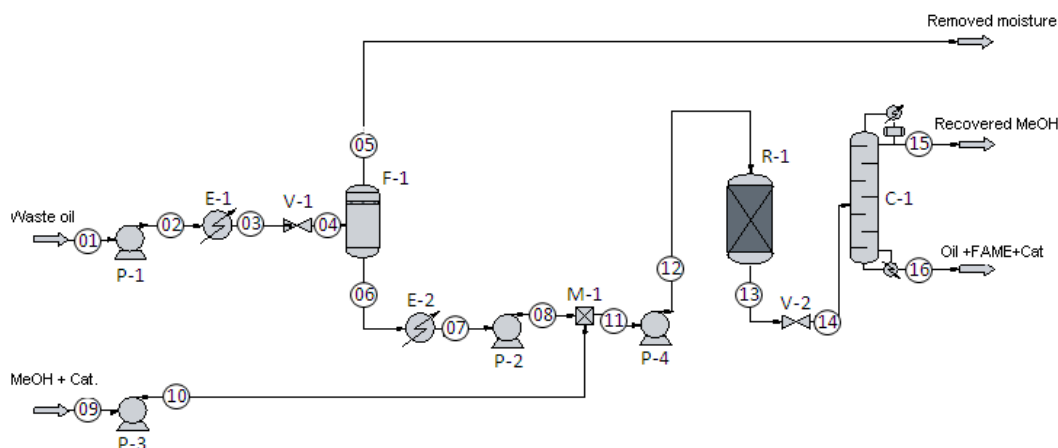 Removed moisture
05
Recovered MeOH
15
R-1
F-1
E-1
V-1
C-1
Waste oil
01
02
03
04
P-1
Oil +FAME+Cat
16
12
06
13
E-2
M-1
V-2
07
08
11
14
P-2
P-4
MeOH + Cat.
09
10
P-3